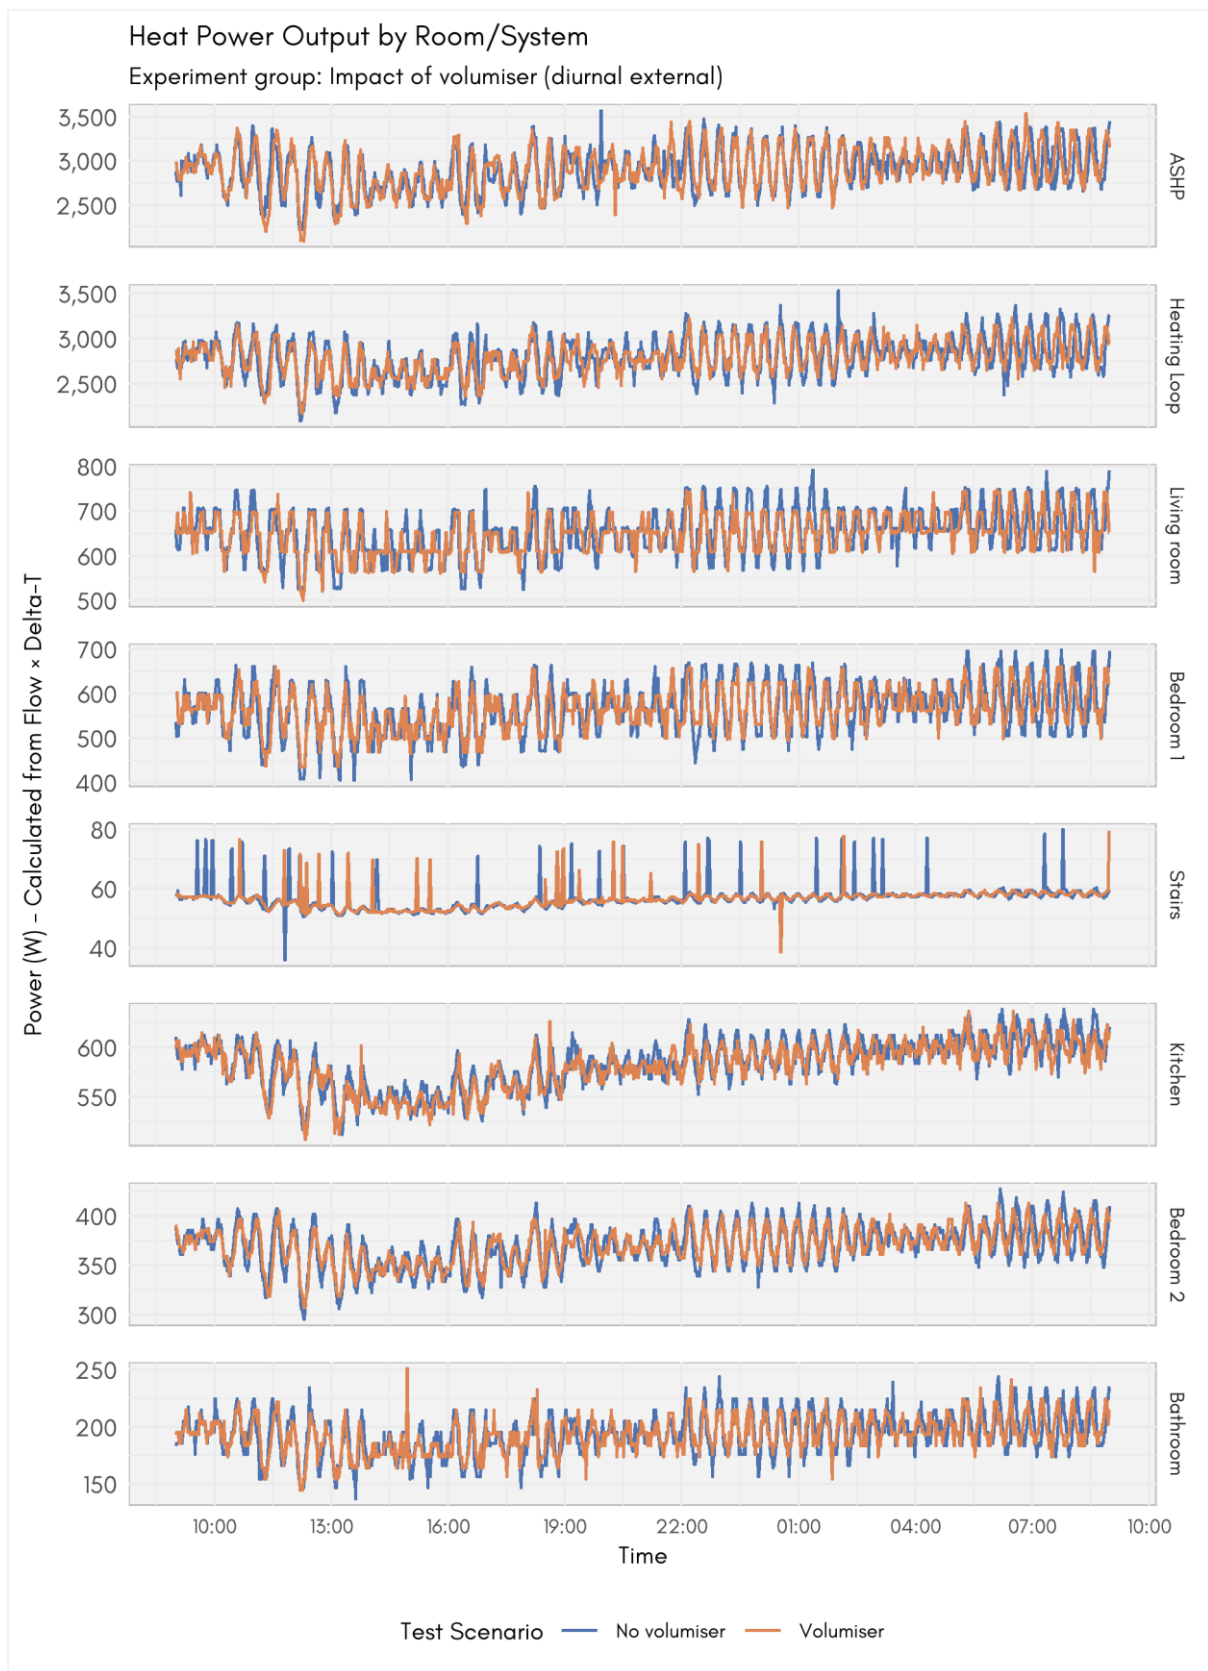 Heat Power Output by Room/System
Experiment group: Impact of volumiser (diurnal external)
Power (W) – Calculated from Flow × Delta-T
3,500
3,000
2,500
ASHP
3,500
3,000
2,500
Heating Loop
800
700
600
500
Living room
700
600
500
400
Bedroom 1
80
60
40
Stairs
600
550
Kitchen
400
350
300
Bedroom 2
250
200
150
Bathroom
10:00 13:00 16:00 19:00 22:00 01:00 04:00 07:00 10:00
Time
Test Scenario No volumiser Volumiser